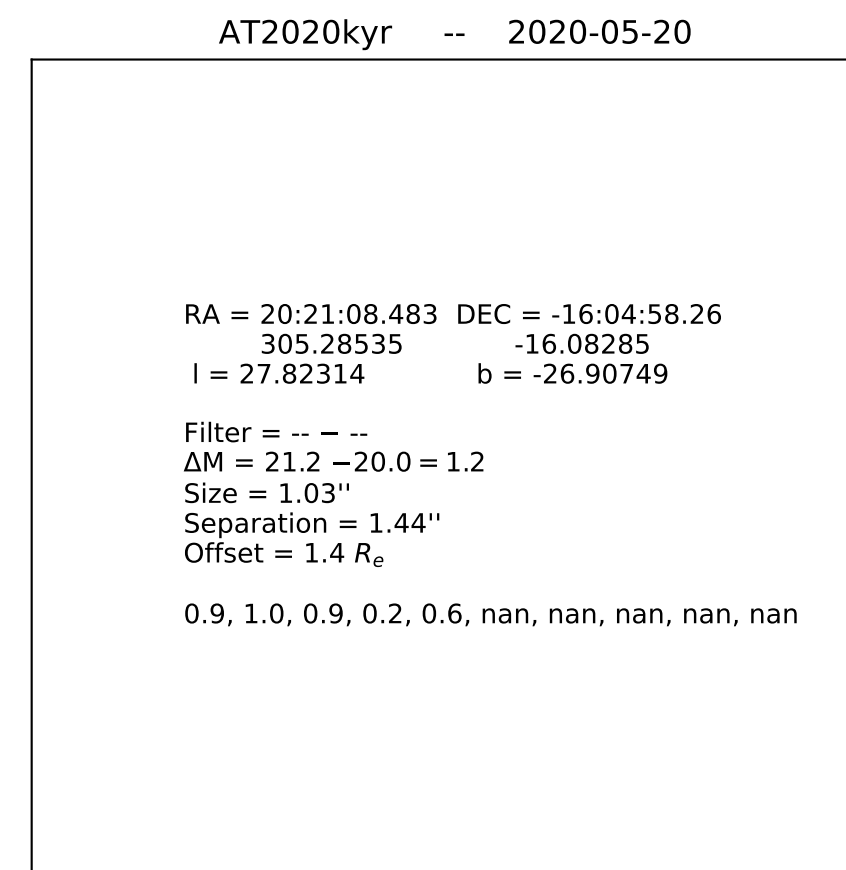 AT2020kyr -- 2020-05-20
RA = 20:21:08.483 DEC = -16:04:58.26
305.28535 -16.08285
l = 27.82314 b = -26.90749
Filter = -- − --
ΔM = 21.2 −20.0 = 1.2
Size = 1.03''
Separation = 1.44''
Offset = 1.4 Rₑ
0.9, 1.0, 0.9, 0.2, 0.6, nan, nan, nan, nan, nan